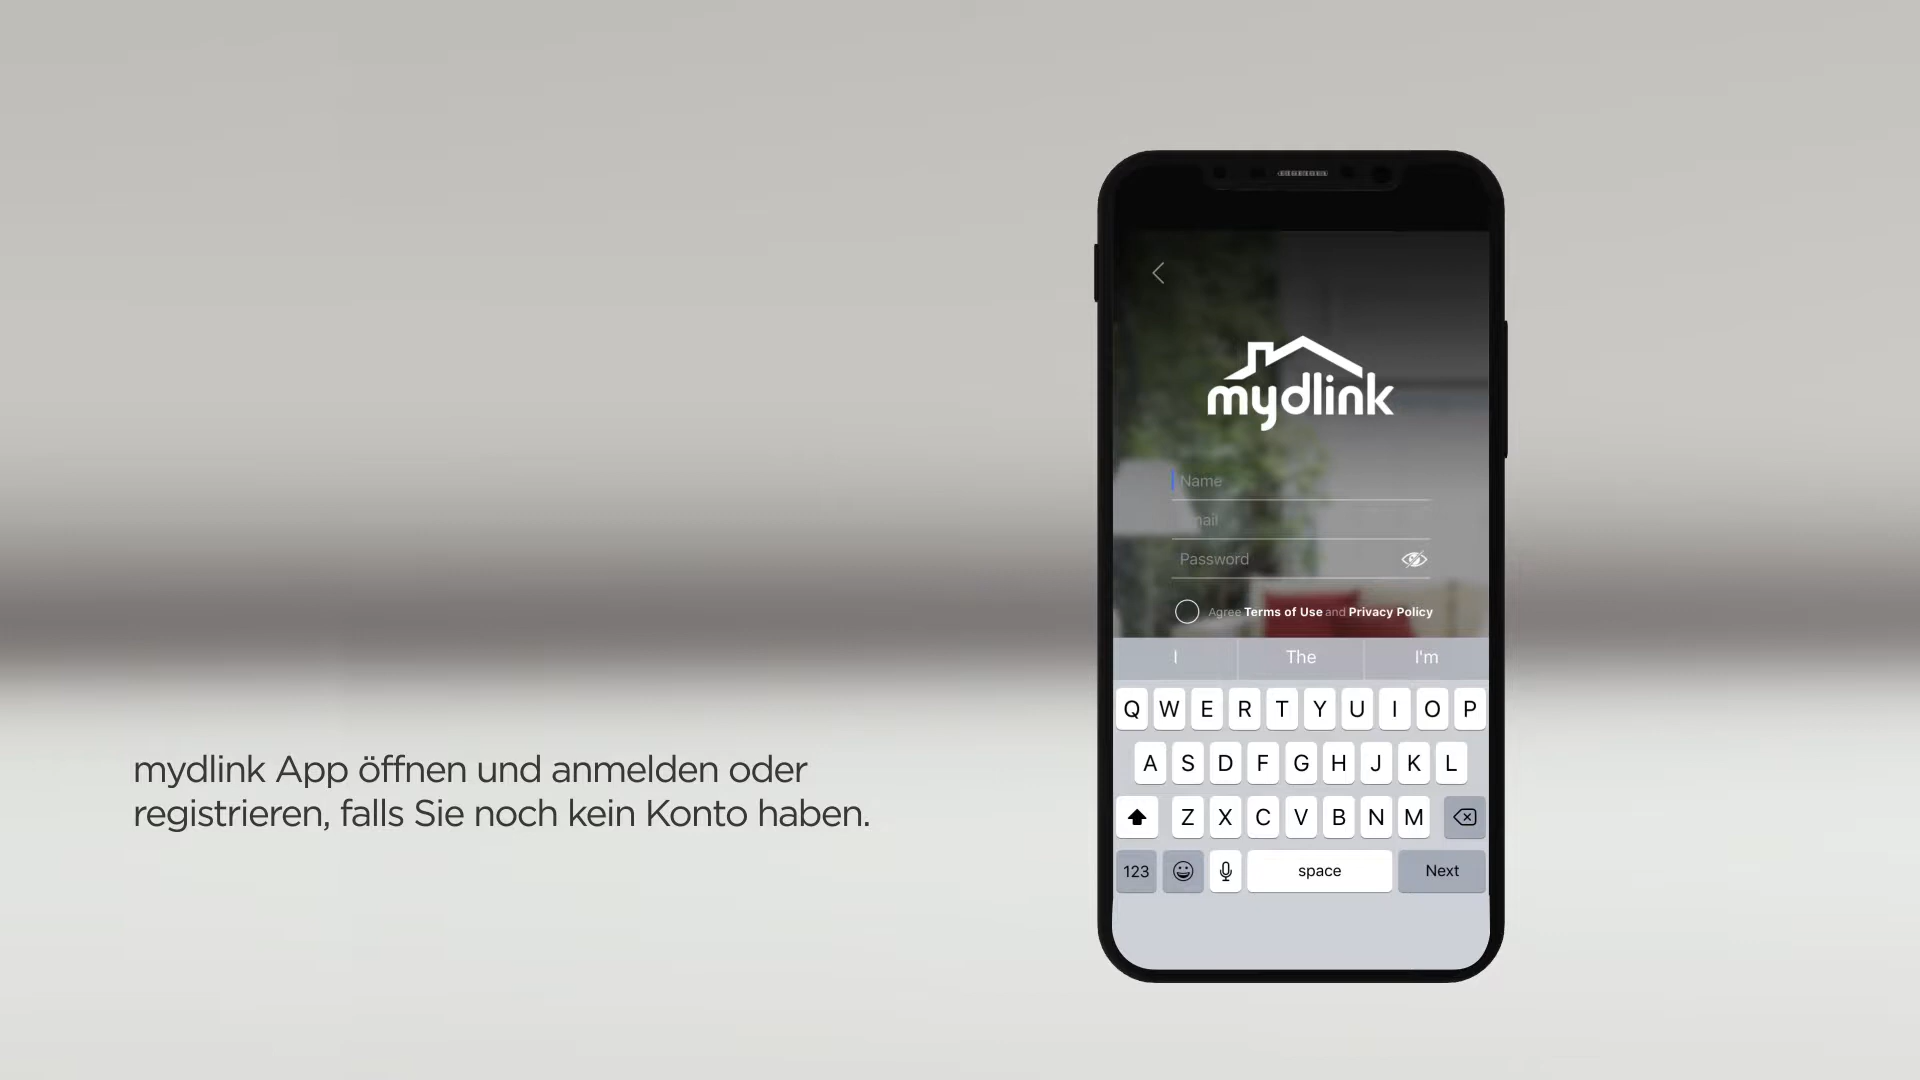 mydlink
Name
Email
Password
Agree Terms of Use and Privacy Policy
I The I'm
Q W E R T Y U I O P
A S D F G H J K L
Z X C V B N M
123 space Next
mydlink App öffnen und anmelden oder
registrieren, falls Sie noch kein Konto haben.